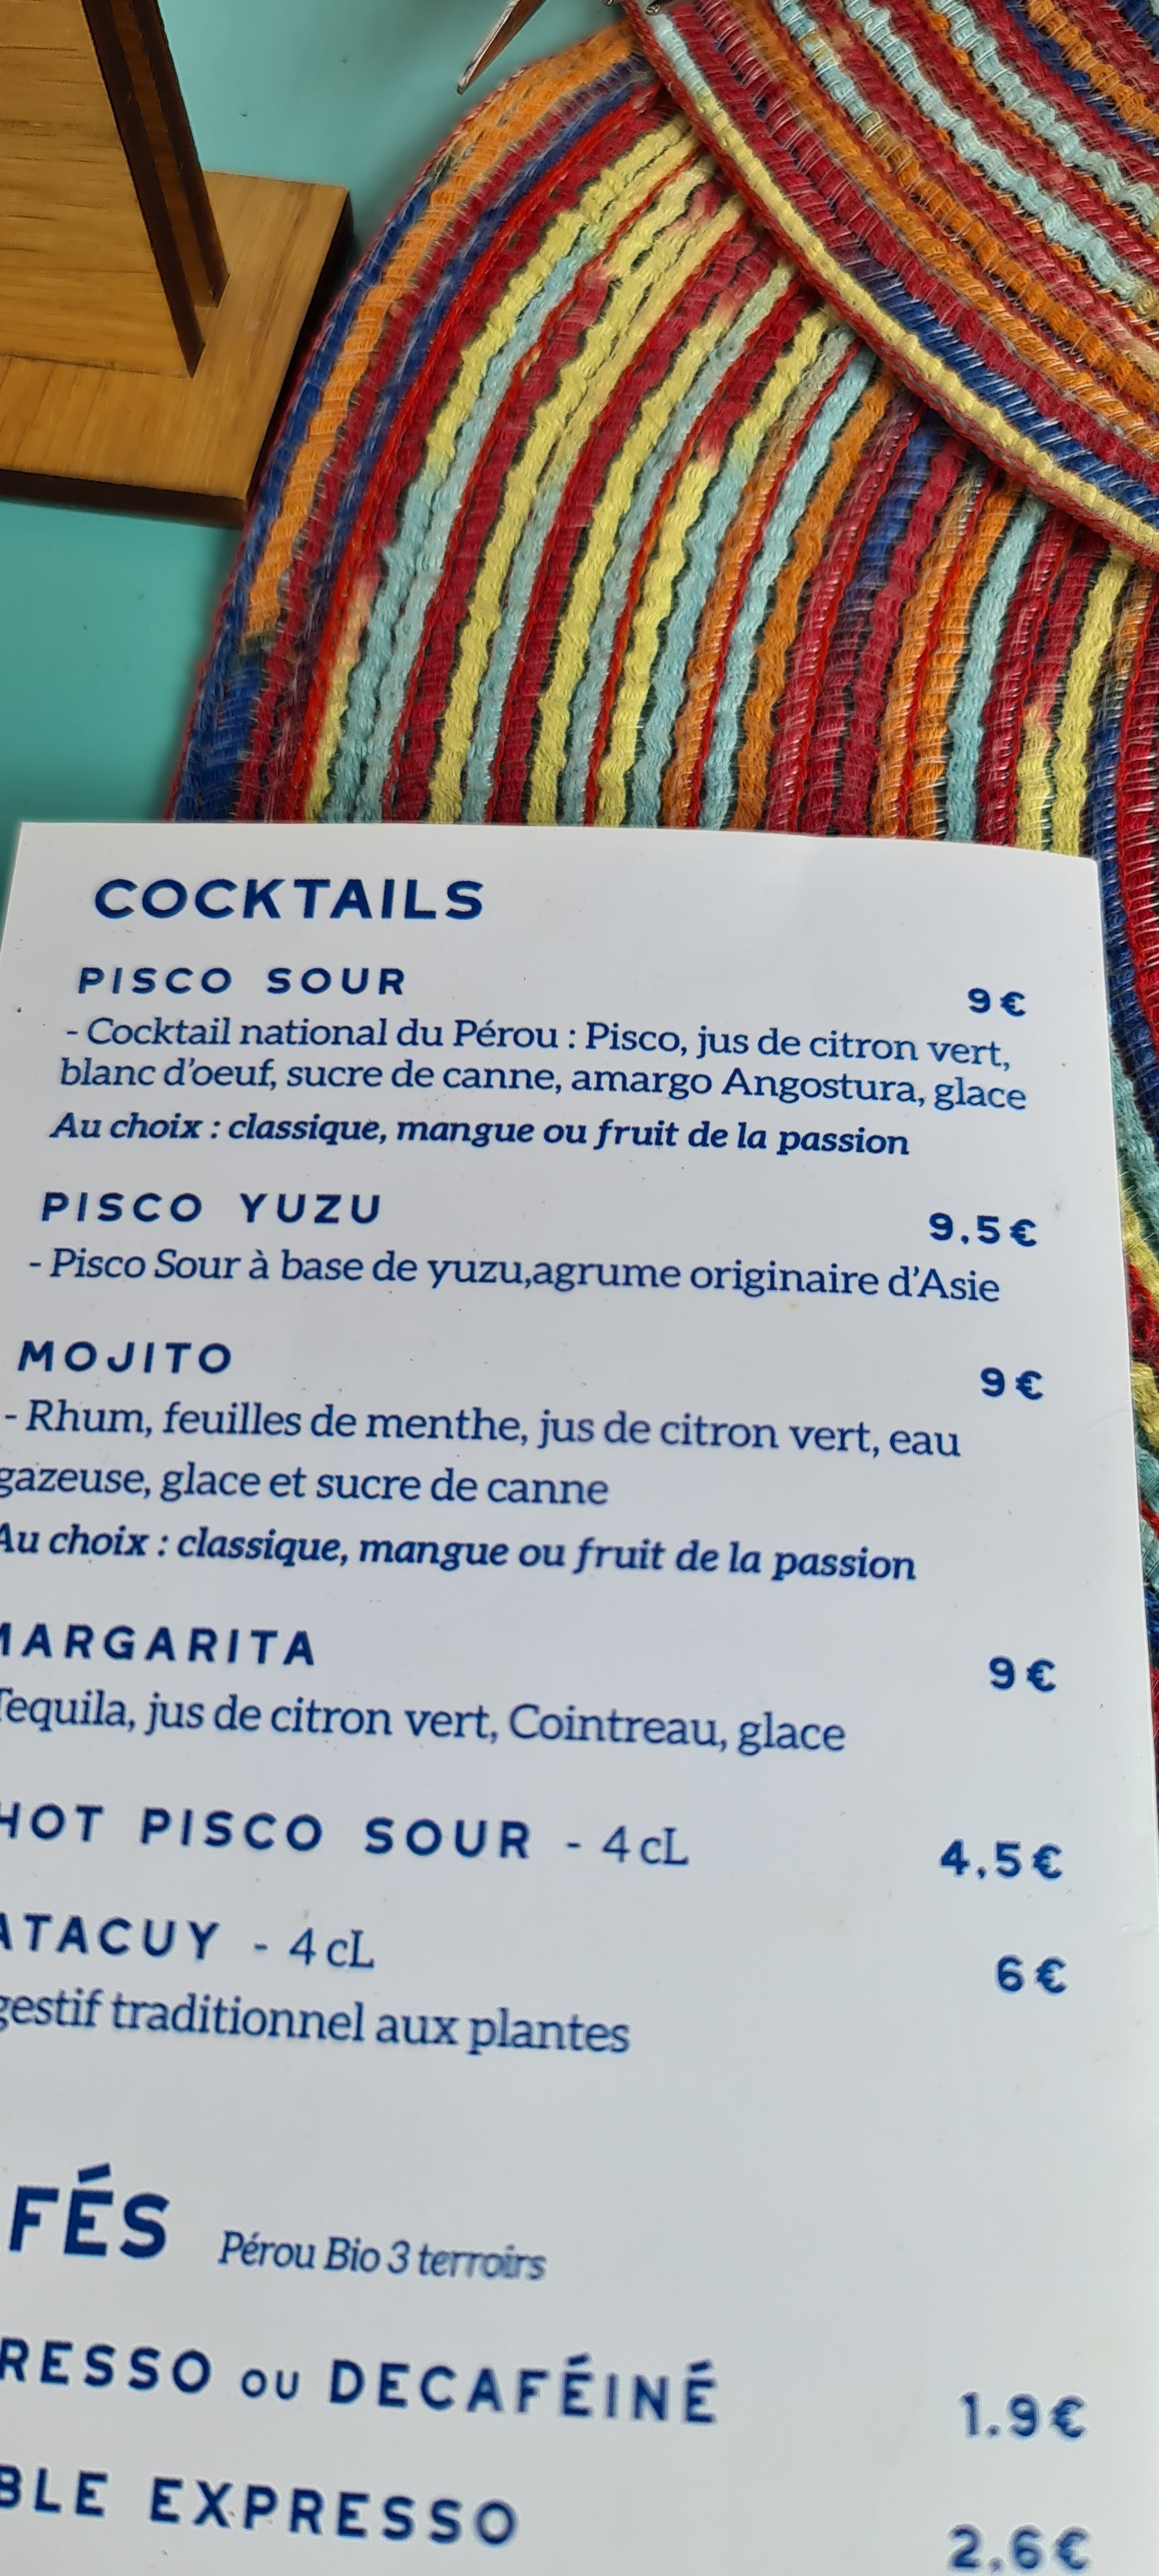 COCKTAILS
PISCO SOUR 9€
- Cocktail national du Pérou : Pisco, jus de citron vert,
blanc d'oeuf, sucre de canne, amargo Angostura, glace
Au choix : classique, mangue ou fruit de la passion
PISCO YUZU 9.5€
- Pisco Sour à base de yuzu,agrume originaire d'Asie
MOJITO 9€
- Rhum, feuilles de menthe, jus de citron vert, eau
gazeuse, glace et sucre de canne
Au choix : classique, mangue ou fruit de la passion
MARGARITA 9€
Tequila, jus de citron vert, Cointreau, glace
HOT PISCO SOUR - 4 cL 4.5€
ATACUY - 4 cL 6€
gestif traditionnel aux plantes
FÉS Pérou Bio 3 terroirs
RESSO OU DECAFÉINÉ 1.9€
BLE EXPRESSO 2.6€